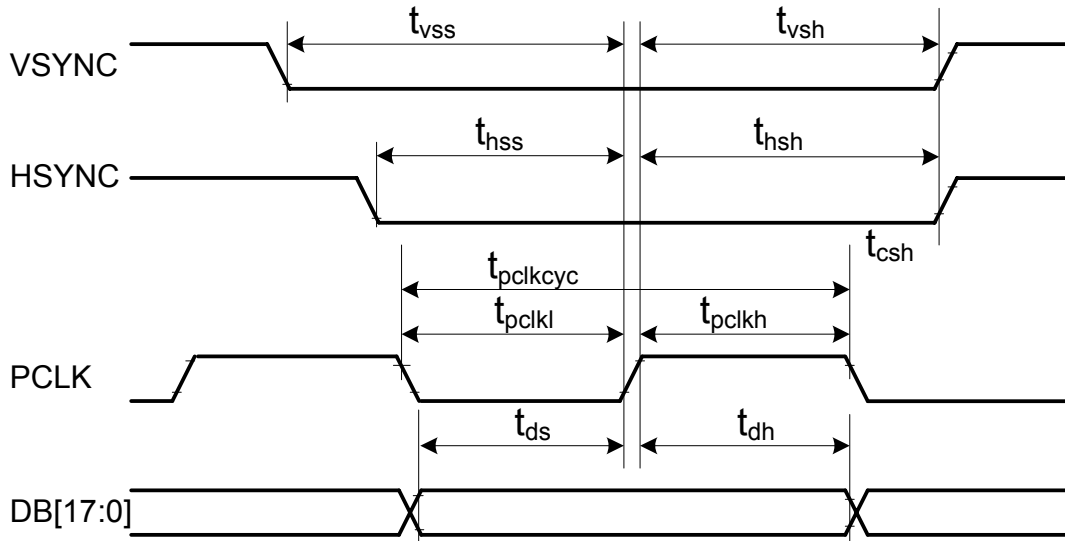 t_vss t_vsh
VSYNC
t_hss t_hsh
HSYNC
t_csh
t_pclkcyc
t_pclkl t_pclkh
PCLK
t_ds t_dh
DB[17:0]